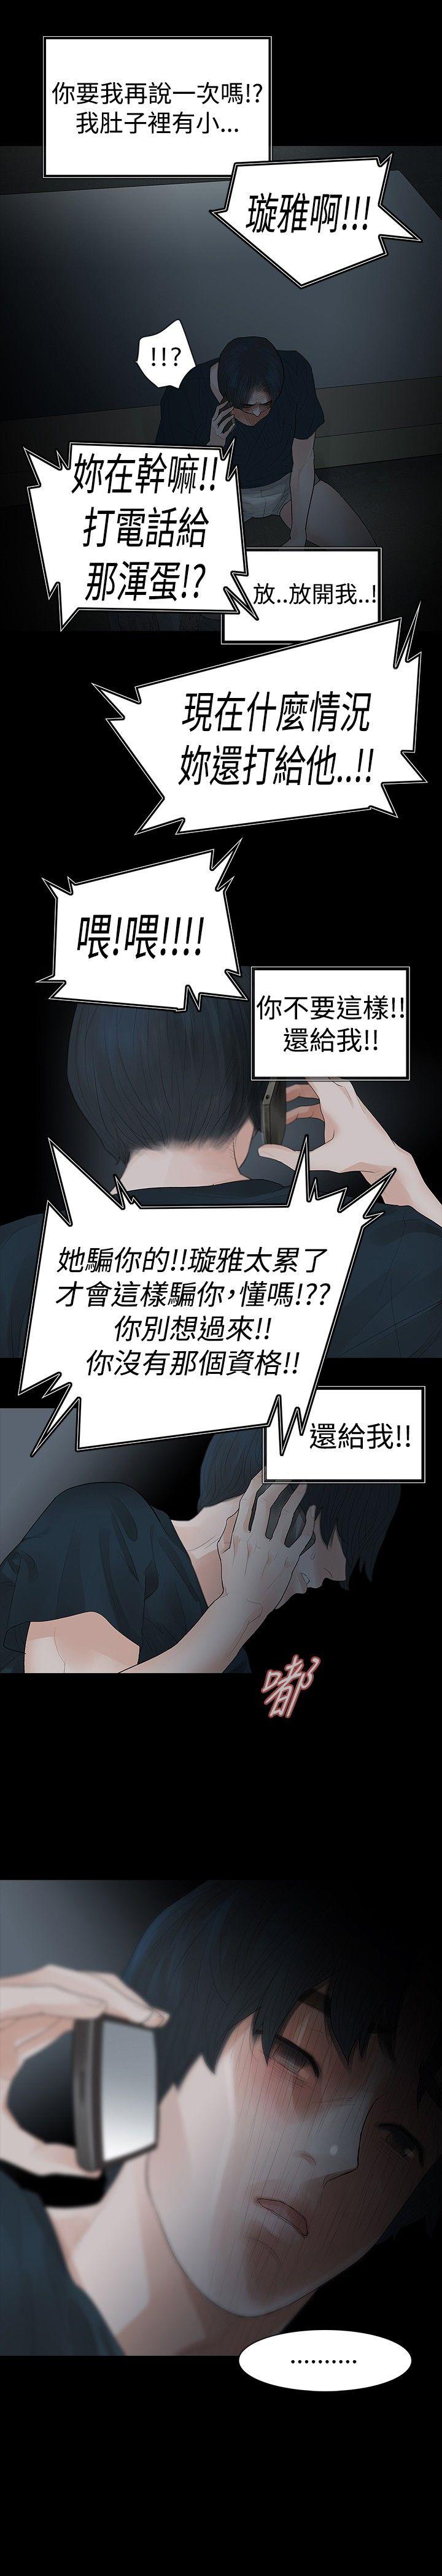 你要我再說一次嗎!?
我肚子裡有小...
璇雅啊!!!
!!?
妳在幹嘛!!
打電話給
那渾蛋!?
放..放開我..!
現在什麼情況
妳還打給他..!!
喂!喂!!!!
你不要這樣!!
還給我!!
她騙你的!!璇雅太累了
才會這樣騙你,懂嗎!??
你別想過來!!
你沒有那個資格!!
還給我!!
嘟
..........